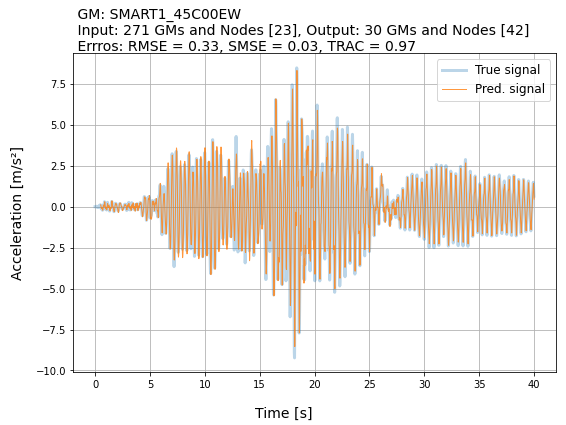 GM: SMART1_45C00EW
Input: 271 GMs and Nodes [23], Output: 30 GMs and Nodes [42]
Erros: RMSE = 0.33, SMSE = 0.03, TRAC = 0.97
True signal
Pred. signal
7.5
5.0
2.5
0.0
−2.5
−5.0
−7.5
−10.0
Acceleration [m/s²]
0 5 10 15 20 25 30 35 40
Time [s]